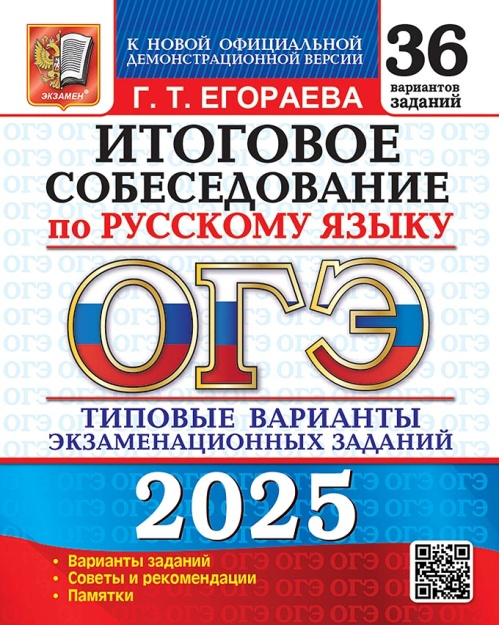 К НОВОЙ ОФИЦИАЛЬНОЙ
ДЕМОНСТРАЦИОННОЙ ВЕРСИИ
36
вариантов
заданий
ЭКЗАМЕН®
Г. Т. ЕГОРАЕВА
ИТОГОВОЕ
СОБЕСЕДОВАНИЕ
по РУССКОМУ ЯЗЫКУ
ОГЭ
ТИПОВЫЕ ВАРИАНТЫ
ЭКЗАМЕНАЦИОННЫХ ЗАДАНИЙ
2025
• Варианты заданий
• Советы и рекомендации
• Памятки